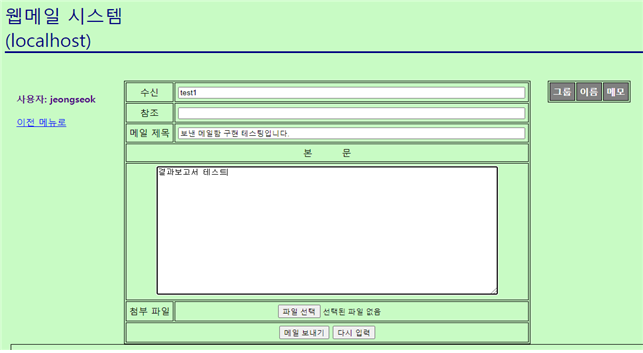 웹메일 시스템
(localhost)
사용자: jeongseok
이전 메뉴로
수신 test1
참조
메일 제목 보낸 메일함 구현 테스팅입니다.
본 문
결과보고서 테스트
첨부 파일 파일 선택 선택된 파일 없음
메일 보내기 다시 입력
그룹 이름 메모